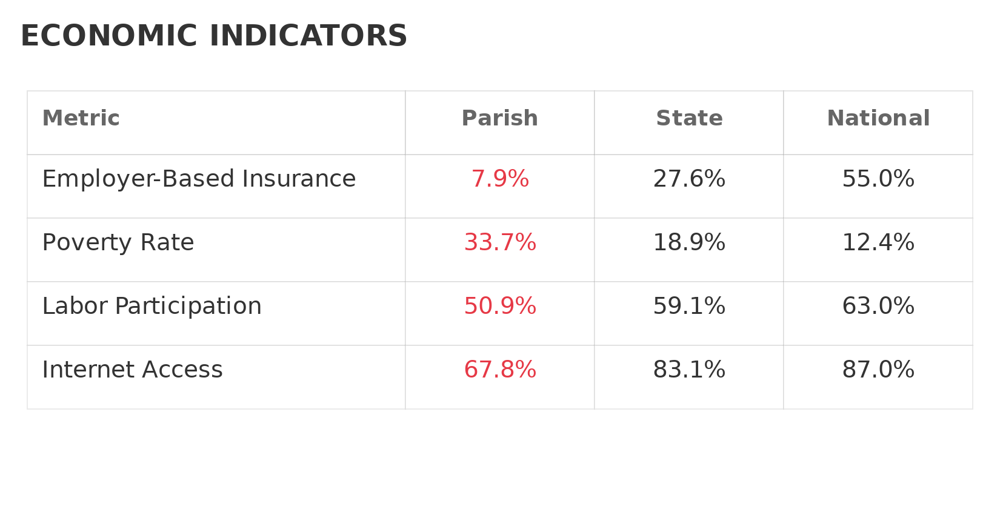 ECONOMIC INDICATORS
Metric Parish State National
Employer-Based Insurance 7.9% 27.6% 55.0%
Poverty Rate 33.7% 18.9% 12.4%
Labor Participation 50.9% 59.1% 63.0%
Internet Access 67.8% 83.1% 87.0%